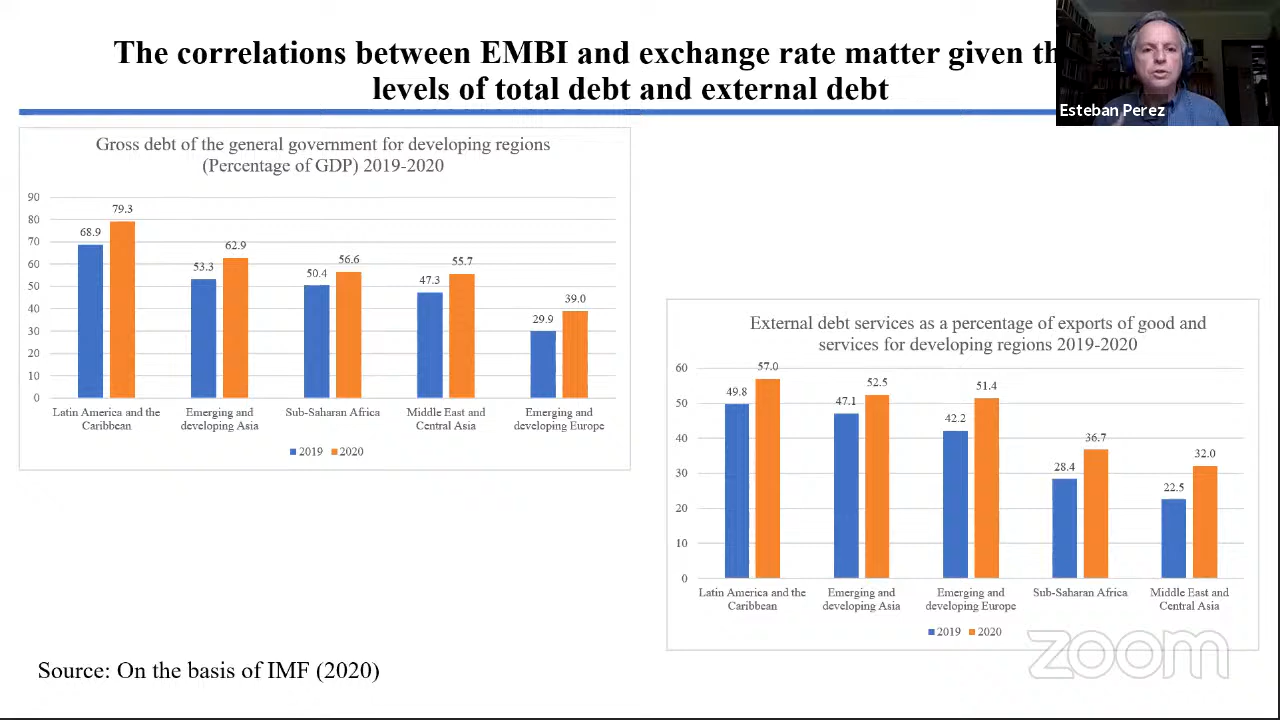 The correlations between EMBI and exchange rate matter given
levels of total debt and external debt
Esteban Perez
Gross debt of the general government for developing regions
(Percentage of GDP) 2019-2020
90
80
70
60
50
40
30
20
10
0
68.9
79.3
53.3
62.9
50.4
56.6
47.3
55.7
29.9
39.0
Latin America and the
Caribbean
Emerging and
developing Asia
Sub-Saharan Africa
Middle East and
Central Asia
Emerging and
developing Europe
2019 2020
External debt services as a percentage of exports of good and
services for developing regions 2019-2020
60
50
40
30
20
10
0
49.8
57.0
47.1
52.5
42.2
51.4
28.4
36.7
22.5
32.0
Latin America and the
Caribbean
Emerging and
developing Asia
Emerging and
developing Europe
Sub-Saharan Africa
Middle East and
Central Asia
2019 2020
zoom
Source: On the basis of IMF (2020)